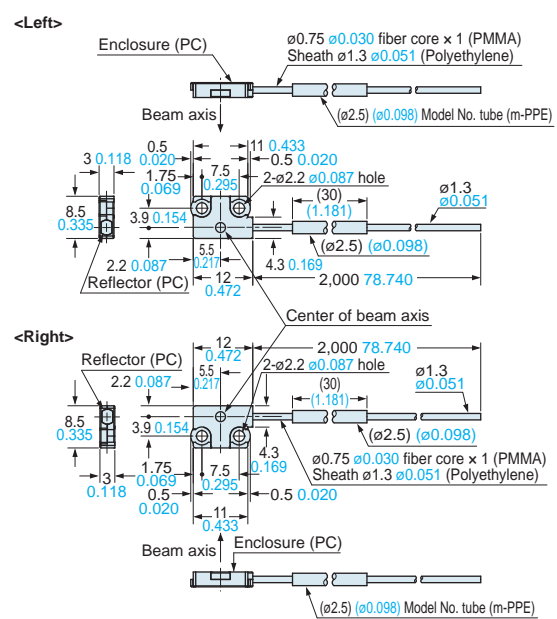 <Left>
Enclosure (PC)
ø0.75 ø0.030 fiber core × 1 (PMMA)
Sheath ø1.3 ø0.051 (Polyethylene)
(ø2.5) (ø0.098) Model No. tube (m-PPE)
Beam axis
0.5
0.020
11 0.433
3 0.118
1.75
0.069
7.5
0.295
0.5 0.020
2-ø2.2 ø0.087 hole
(30)
(1.181)
ø1.3
ø0.051
8.5
0.335
3.9 0.154
(ø2.5) (ø0.098)
5.5
0.217
4.3 0.169
2.2 0.087
2,000 78.740
Reflector (PC)
12
0.472
Center of beam axis
<Right>
12
0.472
2,000 78.740
Reflector (PC)
5.5
0.217
2-ø2.2 ø0.087 hole
2.2 0.087
(30)
(1.181)
ø1.3
ø0.051
8.5
0.335
3.9 0.154
(ø2.5) (ø0.098)
4.3
0.169
ø0.75 ø0.030 fiber core × 1 (PMMA)
Sheath ø1.3 ø0.051 (Polyethylene)
3
0.118
1.75
0.069
7.5
0.295
0.5
0.020
0.5 0.020
11
0.433
Beam axis
Enclosure (PC)
(ø2.5) (ø0.098) Model No. tube (m-PPE)